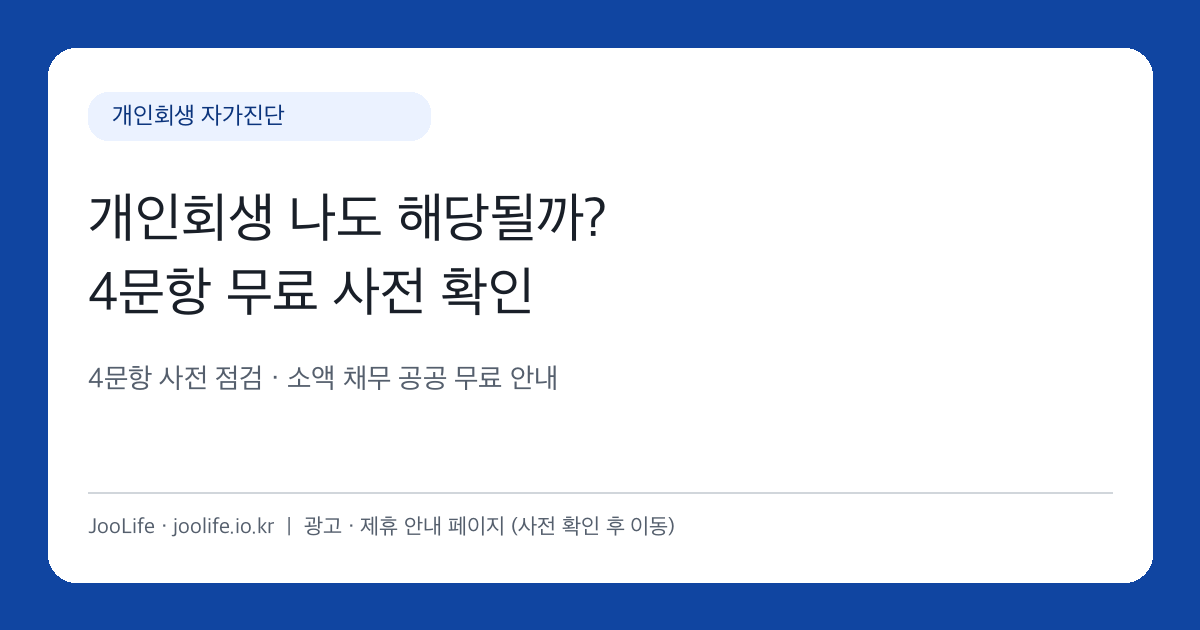 개인회생 자가진단
개인회생 나도 해당될까?
4문항 무료 사전 확인
4문항 사전 점검 · 소액 채무 공공 무료 안내
JooLife · joolife.io.kr | 광고 · 제휴 안내 페이지 (사전 확인 후 이동)